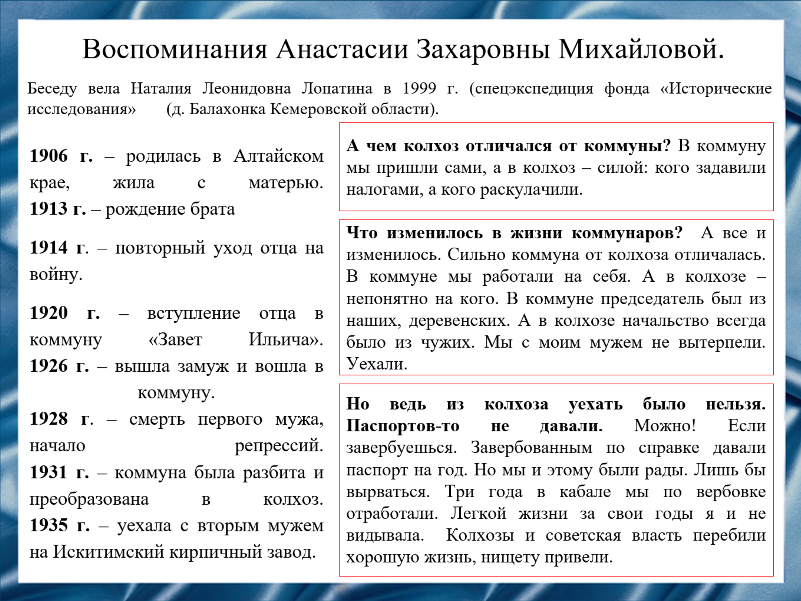 Воспоминания Анастасии Захаровны Михайловой.
Беседу вела Наталия Леонидовна Лопатина в 1999 г. (спецэкспедиция фонда «Исторические
исследования» (д. Балахонка Кемеровской области).
1906 г. – родилась в Алтайском
крае, жила с матерью.
1913 г. – рождение брата
1914 г. – повторный уход отца на
войну.
1920 г. – вступление отца в
коммуну «Завет Ильича».
1926 г. – вышла замуж и вошла в
коммуну.
1928 г. – смерть первого мужа,
начало репрессий.
1931 г. – коммуна была разбита и
преобразована в колхоз.
1935 г. – уехала с вторым мужем
на Искитимский кирпичный завод.
А чем колхоз отличался от коммуны? В коммуну
мы пришли сами, а в колхоз – силой: кого задавили
налогами, а кого раскулачили.
Что изменилось в жизни коммунаров? А все и
изменилось. Сильно коммуна от колхоза отличалась.
В коммуне мы работали на себя. А в колхозе –
непонятно на кого. В коммуне председатель был из
наших, деревенских. А в колхозе начальство всегда
было из чужих. Мы с моим мужем не вытерпели.
Уехали.
Но ведь из колхоза уехать было нельзя.
Паспортов-то не давали. Можно! Если
завербуешься. Завербованным по справке давали
паспорт на год. Но мы и этому были рады. Лишь бы
вырваться. Три года в кабале мы по вербовке
отработали. Легкой жизни за свои годы я и не
видывала. Колхозы и советская власть перебили
хорошую жизнь, нищету привели.